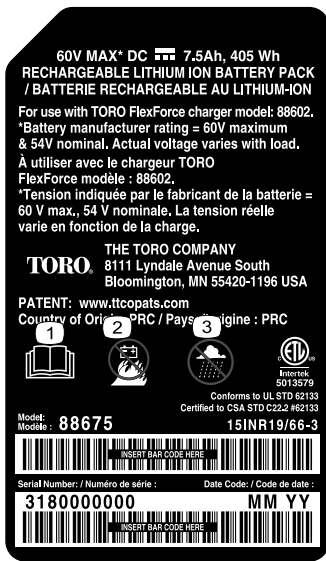 60V MAX* DC 7.5Ah, 405 Wh
RECHARGEABLE LITHIUM ION BATTERY PACK
/ BATTERIE RECHARGEABLE AU LITHIUM-ION
For use with TORO FlexForce charger model: 88602.
*Battery manufacturer rating = 60V maximum
& 54V nominal. Actual voltage varies with load.
À utiliser avec le chargeur TORO
FlexForce modèle : 88602.
*Tension indiquée par le fabricant de la batterie =
60 V max., 54 V nominale. La tension réelle
varie en fonction de la charge.
TORO®
THE TORO COMPANY
8111 Lyndale Avenue South
Bloomington, MN 55420-1196 USA
PATENT: www.ttcopats.com
Country of Origi PRC / Pays rigine : PRC
1
2
3
c ETL us
Intertek
5013579
Conforms to UL STD 62133
Certified to CSA STD C22.2 #62133
Model:
Modèle : 88675
15INR19/66-3
INSERT BAR CODE HERE
Serial Number: / Numéro de série : Date Code: / Code de date :
3180000000 MM YY
INSERT BAR CODE HERE